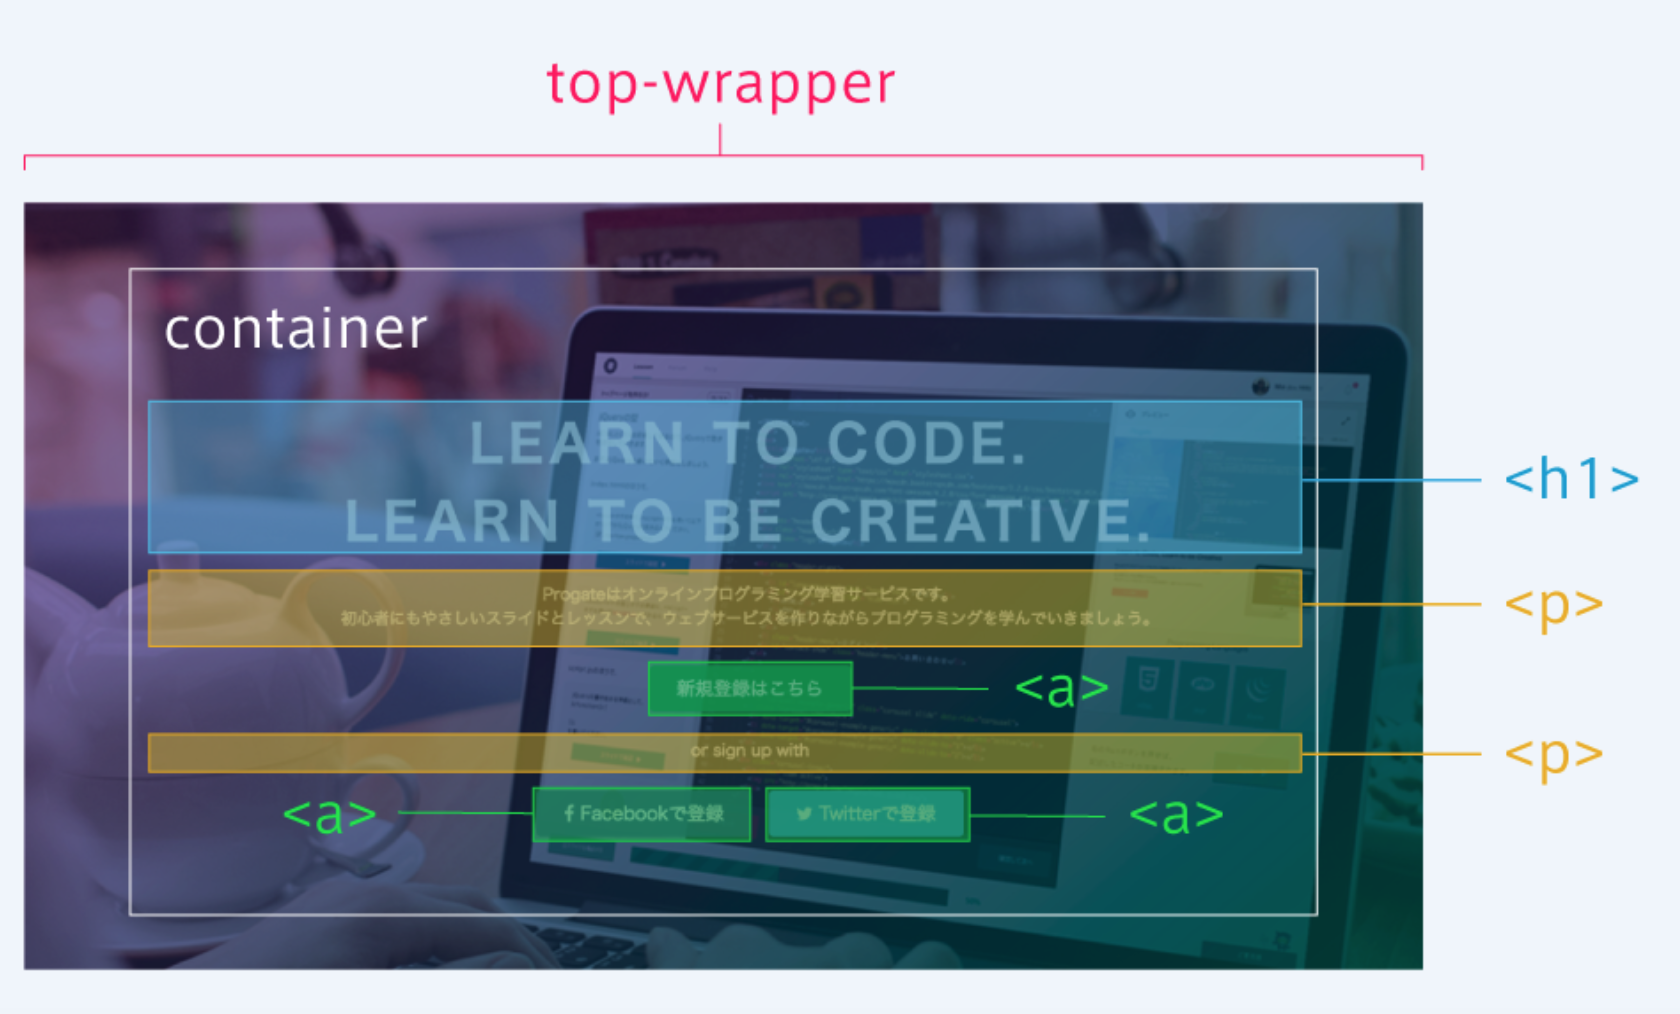 top-wrapper
container
LEARN TO CODE.
LEARN TO BE CREATIVE.
<h1>
Progateはオンラインプログラミング学習サービスです。
初心者にもやさしいスライドとレッスンで、ウェブサービスを作りながらプログラミングを学んでいきましょう。
<p>
新規登録はこちら
<a>
or sign up with
<p>
<a>
Facebookで登録
Twitterで登録
<a>